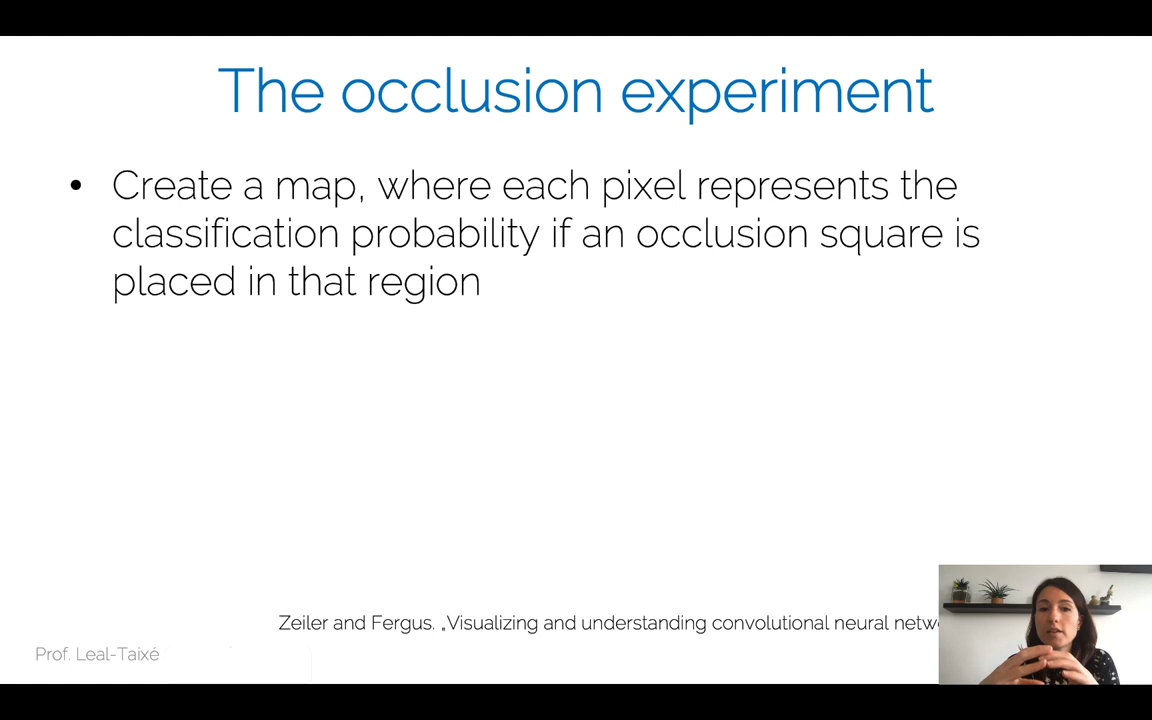 The occlusion experiment
• Create a map, where each pixel represents the
classification probability if an occlusion square is
placed in that region
Zeiler and Fergus. „Visualizing and understanding convolutional neural
Prof. Leal-Taixé